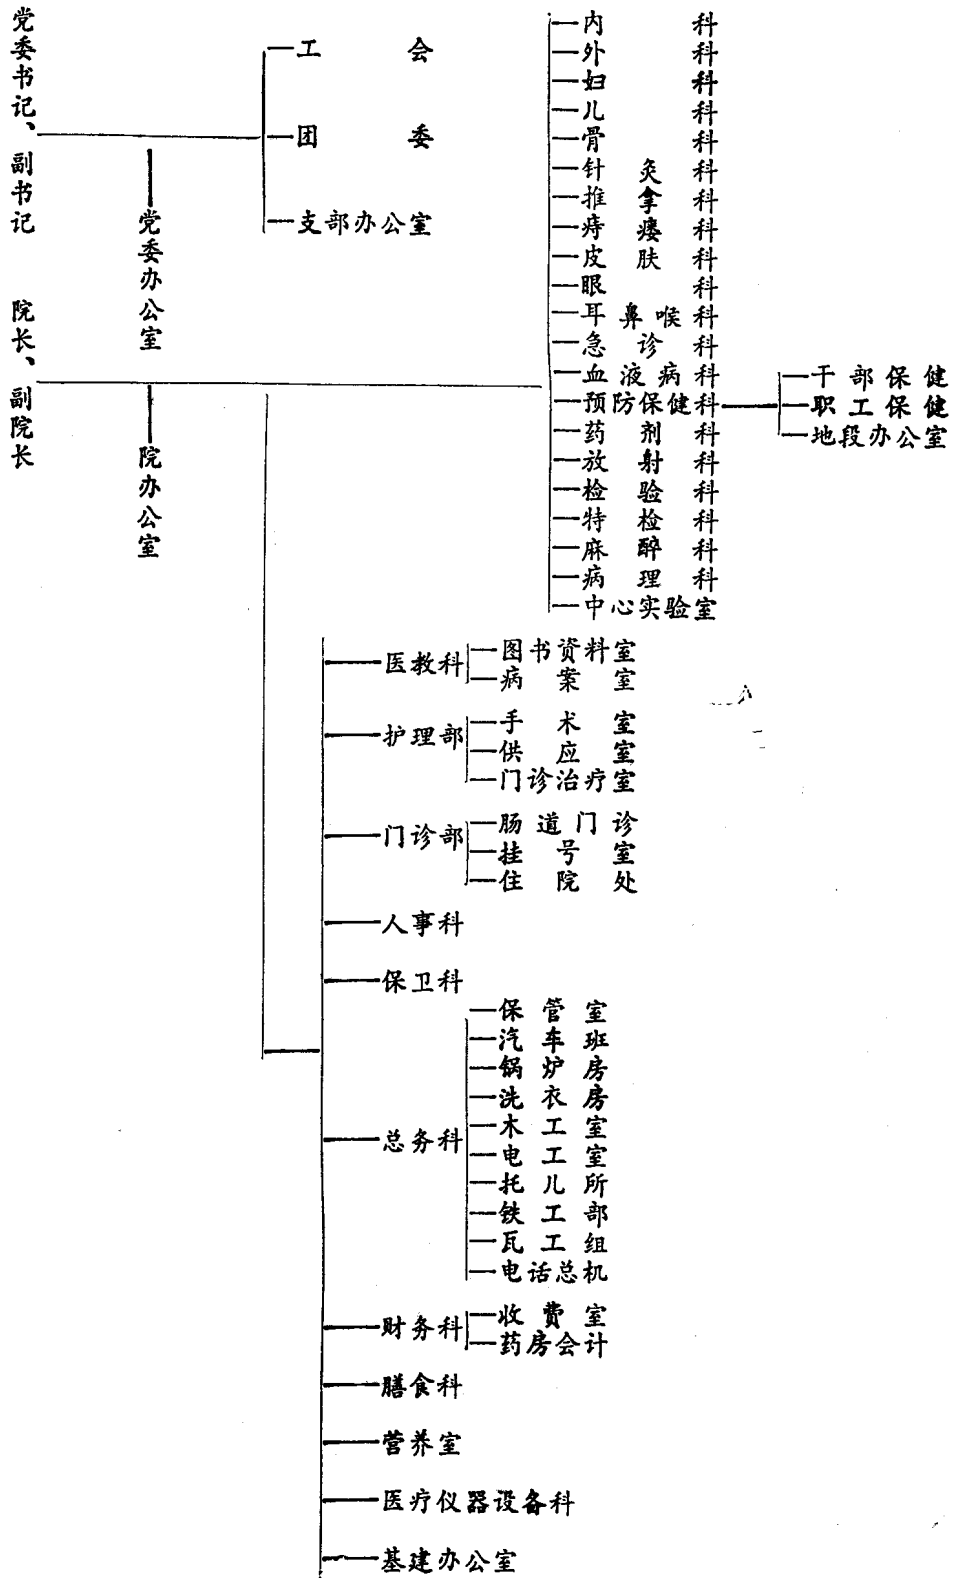 党委书记、副书记
党委办公室
工会
团委
支部办公室
院长、副院长
院办公室
内科
外科
妇科
儿科
骨科
针灸科
推拿科
痔瘘科
皮肤科
眼科
耳鼻喉科
急诊科
血液病科
预防保健科
干部保健
职工保健
地段办公室
药剂科
放射科
检验科
特检科
麻醉科
病理科
中心实验室
医教科
图书资料室
病案室
护理部
手术室
供应室
门诊治疗室
门诊部
肠道门诊
挂号室
住院处
人事科
保卫科
总务科
保管室
汽车班
锅炉房
洗衣房
木工室
电工室
托儿所
铁工部
瓦工组
电话总机
财务科
收费室
药房会计
膳食科
营养室
医疗仪器设备科
基建办公室